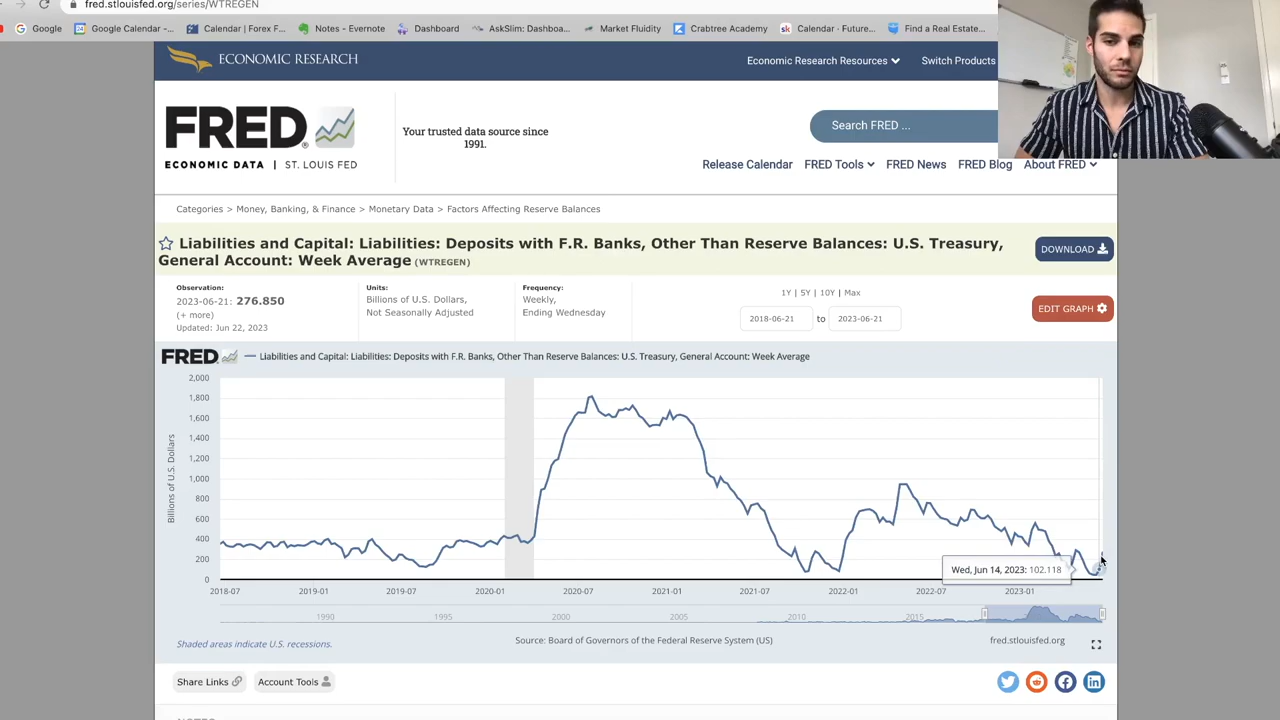 fred.stlouisfed.org/series/WTREGEN
Google
Google Calendar -...
Calendar | Forex F...
Notes - Evernote
Dashboard
AskSlim: Dashboa...
Market Fluidity
Crabtree Academy
Calendar · Future...
Find a Real Estate...
ECONOMIC RESEARCH
Economic Research Resources
Switch Products
FRED
ECONOMIC DATA | ST. LOUIS FED
Your trusted data source since
1991.
Search FRED ...
Release Calendar
FRED Tools
FRED News
FRED Blog
About FRED
Categories > Money, Banking, & Finance > Monetary Data > Factors Affecting Reserve Balances
Liabilities and Capital: Liabilities: Deposits with F.R. Banks, Other Than Reserve Balances: U.S. Treasury,
General Account: Week Average (WTREGEN)
DOWNLOAD
Observation:
2023-06-21: 276.850
(+ more)
Updated: Jun 22, 2023
Units:
Billions of U.S. Dollars,
Not Seasonally Adjusted
Frequency:
Weekly,
Ending Wednesday
1Y | 5Y | 10Y | Max
2018-06-21 to 2023-06-21
EDIT GRAPH
FRED
Liabilities and Capital: Liabilities: Deposits with F.R. Banks, Other Than Reserve Balances: U.S. Treasury, General Account: Week Average
Billions of U.S. Dollars
2,000
1,800
1,600
1,400
1,200
1,000
800
600
400
200
0
Wed, Jun 14, 2023: 102.118
2018-07
2019-01
2019-07
2020-01
2020-07
2021-01
2021-07
2022-01
2022-07
2023-01
1990
1995
2000
2005
2010
2015
Shaded areas indicate U.S. recessions.
Source: Board of Governors of the Federal Reserve System (US)
fred.stlouisfed.org
Share Links
Account Tools